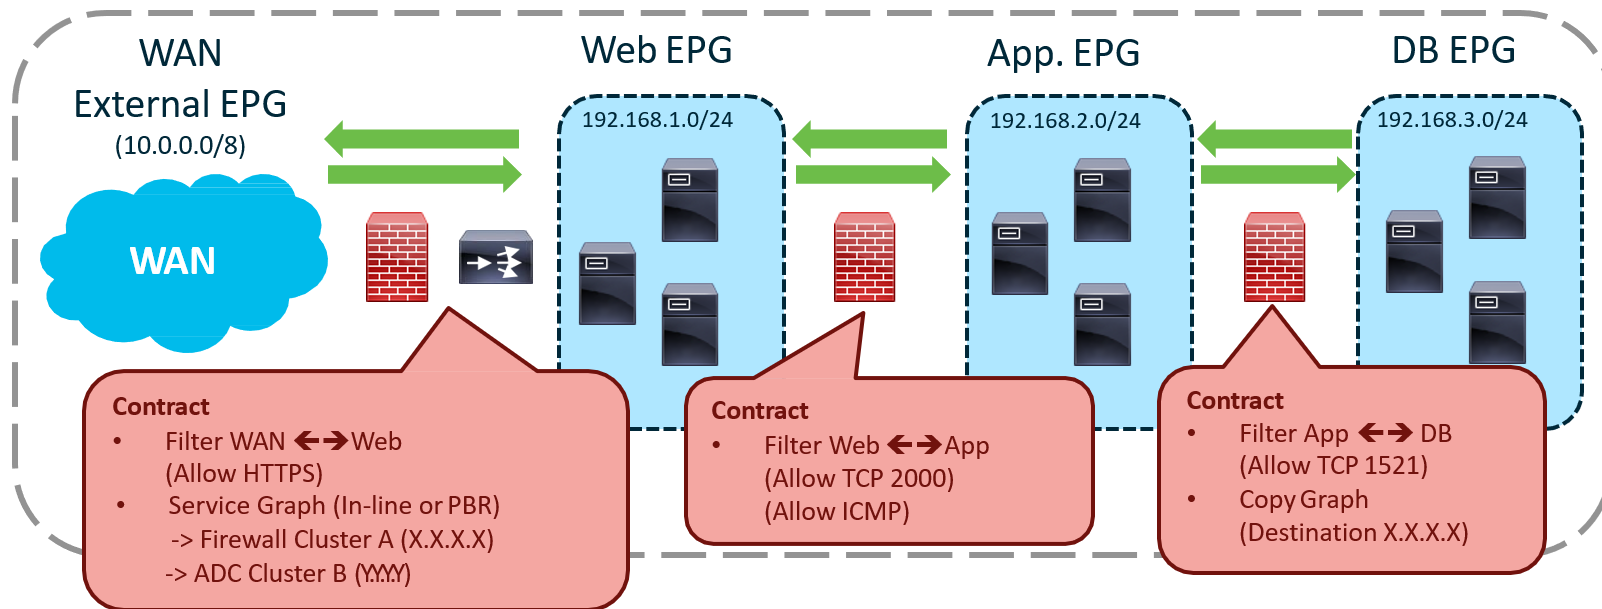 WAN
External EPG
(10.0.0.0/8)
WAN
Web EPG
192.168.1.0/24
App. EPG
192.168.2.0/24
DB EPG
192.168.3.0/24
Contract
• Filter WAN ←→Web
(Allow HTTPS)
• Service Graph (In-line or PBR)
-> Firewall Cluster A (X.X.X.X)
-> ADC Cluster B (Y.Y.Y.Y)
Contract
• Filter Web ←→App
(Allow TCP 2000)
(Allow ICMP)
Contract
• Filter App ←→ DB
(Allow TCP 1521)
• Copy Graph
(Destination X.X.X.X)